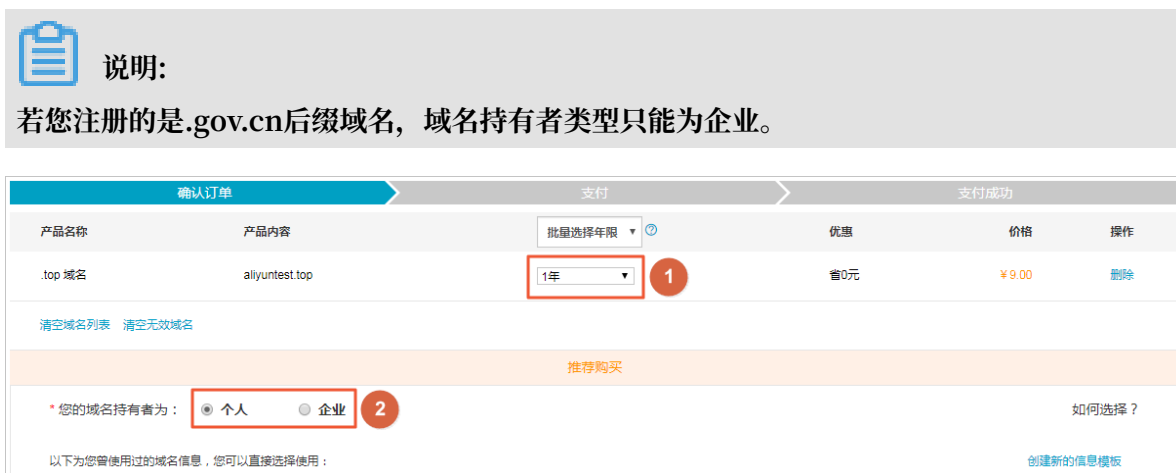 说明:
若您注册的是.gov.cn后缀域名，域名持有者类型只能为企业。
确认订单 支付 支付成功
产品名称 产品内容 批量选择年限 优惠 价格 操作
.top 域名 aliyuntest.top 1年 1 省0元 ¥9.00 删除
清空域名列表 清空无效域名
推荐购买
* 您的域名持有者为： 个人 企业 2 如何选择？
以下为您曾使用过的域名信息，您可以直接选择使用： 创建新的信息模板